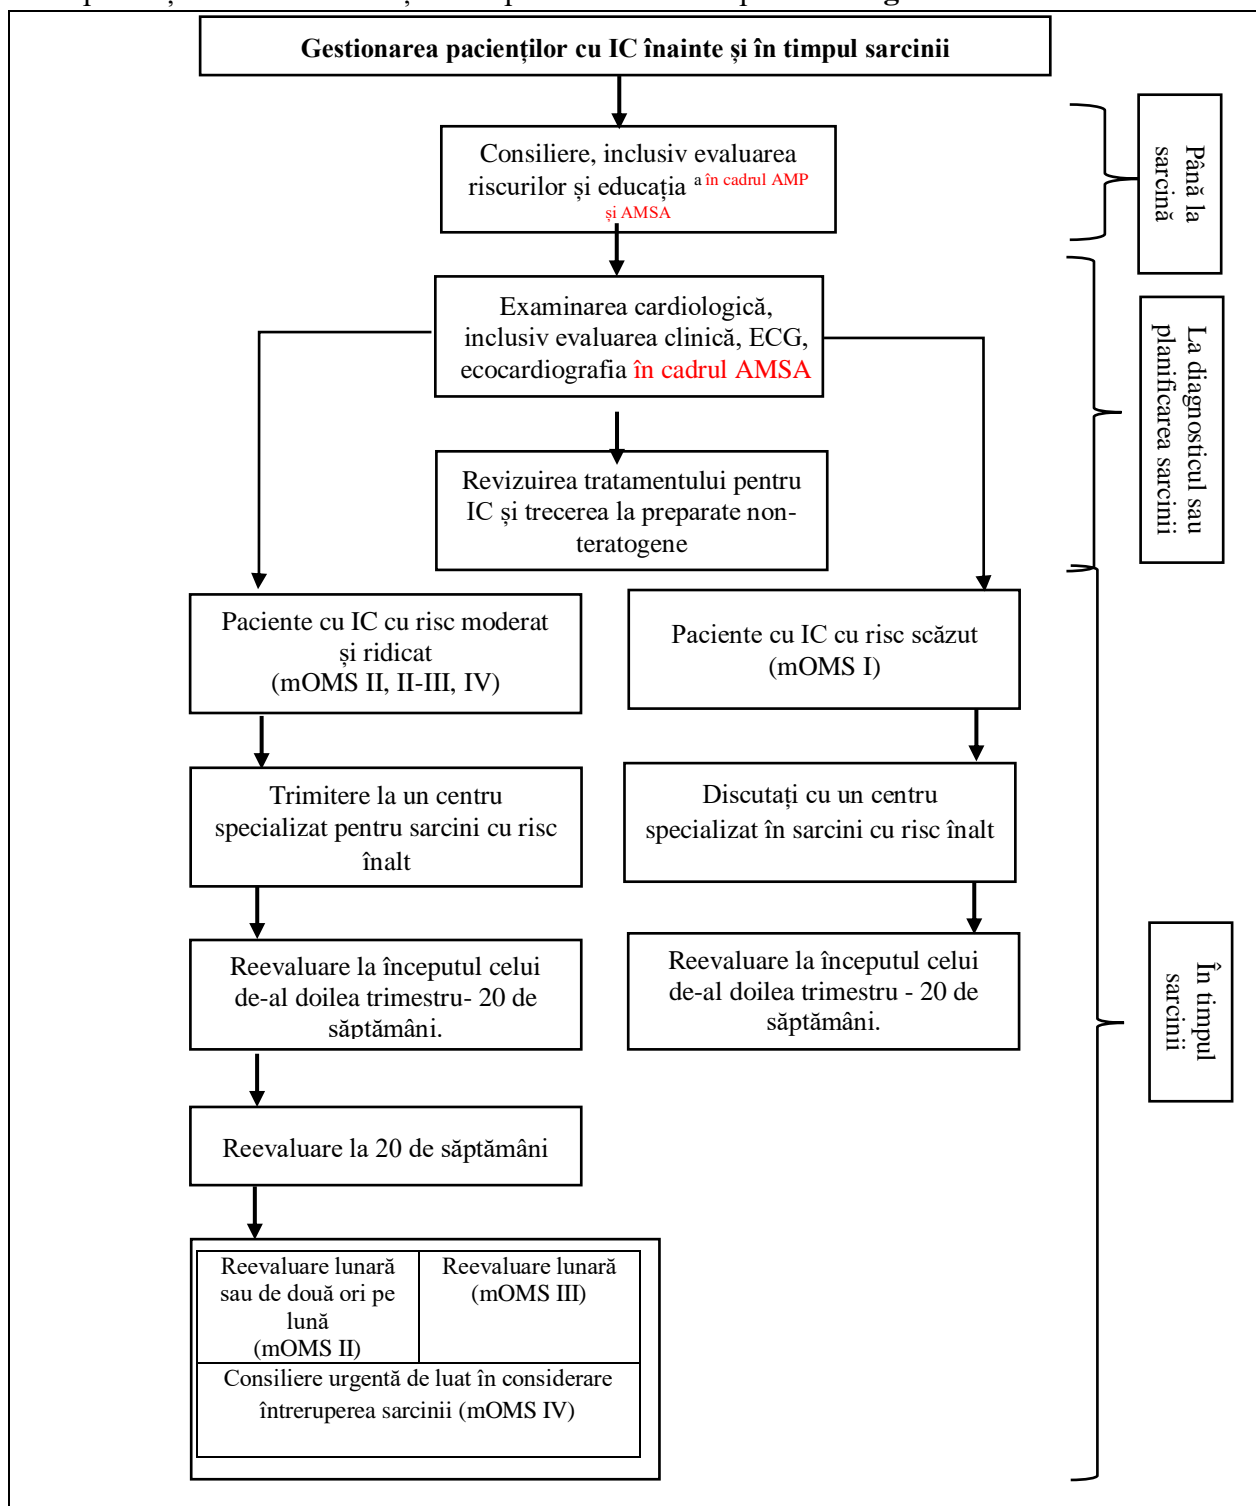 Gestionarea pacienților cu IC înainte și în timpul sarcinii
Consiliere, inclusiv evaluarea
riscurilor și educația a în cadrul AMP
și AMSA
Până la
sarcină
Examinarea cardiologică,
inclusiv evaluarea clinică, ECG,
ecocardiografia în cadrul AMSA
Revizuirea tratamentului pentru
IC și trecerea la preparate non-
teratogene
La diagnosticul sau
planificarea sarcinii
Paciente cu IC cu risc moderat
și ridicat
(mOMS II, II-III, IV)
Paciente cu IC cu risc scăzut
(mOMS I)
Trimitere la un centru
specializat pentru sarcini cu risc
înalt
Discutați cu un centru
specializat în sarcini cu risc înalt
Reevaluare la începutul celui
de-al doilea trimestru- 20 de
săptămâni.
Reevaluare la începutul celui
de-al doilea trimestru - 20 de
săptămâni.
În timpul
sarcinii
Reevaluare la 20 de săptămâni
Reevaluare lunară
sau de două ori pe
lună
(mOMS II)
Reevaluare lunară
(mOMS III)
Consiliere urgentă de luat în considerare
întreruperea sarcinii (mOMS IV)